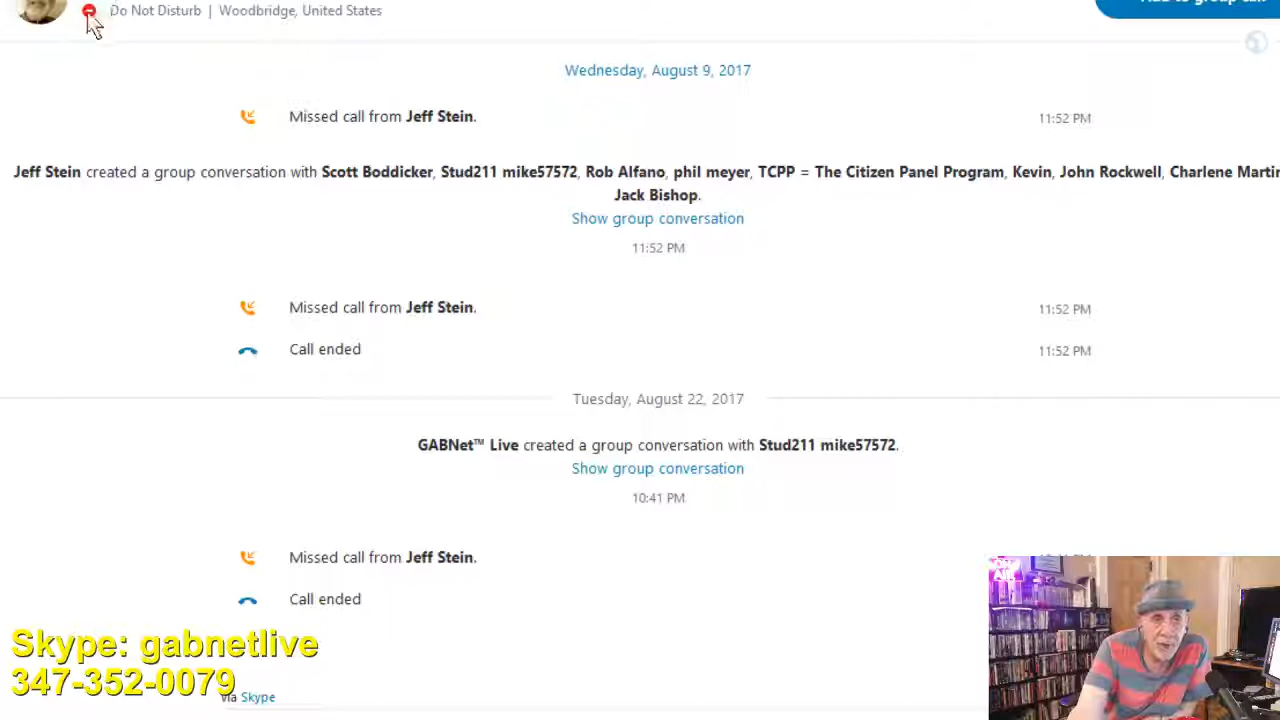 Do Not Disturb | Woodbridge, United States
Wednesday, August 9, 2017
Missed call from Jeff Stein. 11:52 PM
Jeff Stein created a group conversation with Scott Boddicker, Stud211 mike57572, Rob Alfano, phil meyer, TCPP = The Citizen Panel Program, Kevin, John Rockwell, Charlene Martin
Jack Bishop.
Show group conversation
11:52 PM
Missed call from Jeff Stein. 11:52 PM
Call ended 11:52 PM
Tuesday, August 22, 2017
GABNet™ Live created a group conversation with Stud211 mike57572.
Show group conversation
10:41 PM
Missed call from Jeff Stein.
Call ended
Skype: gabnetlive
347-352-0079
via Skype